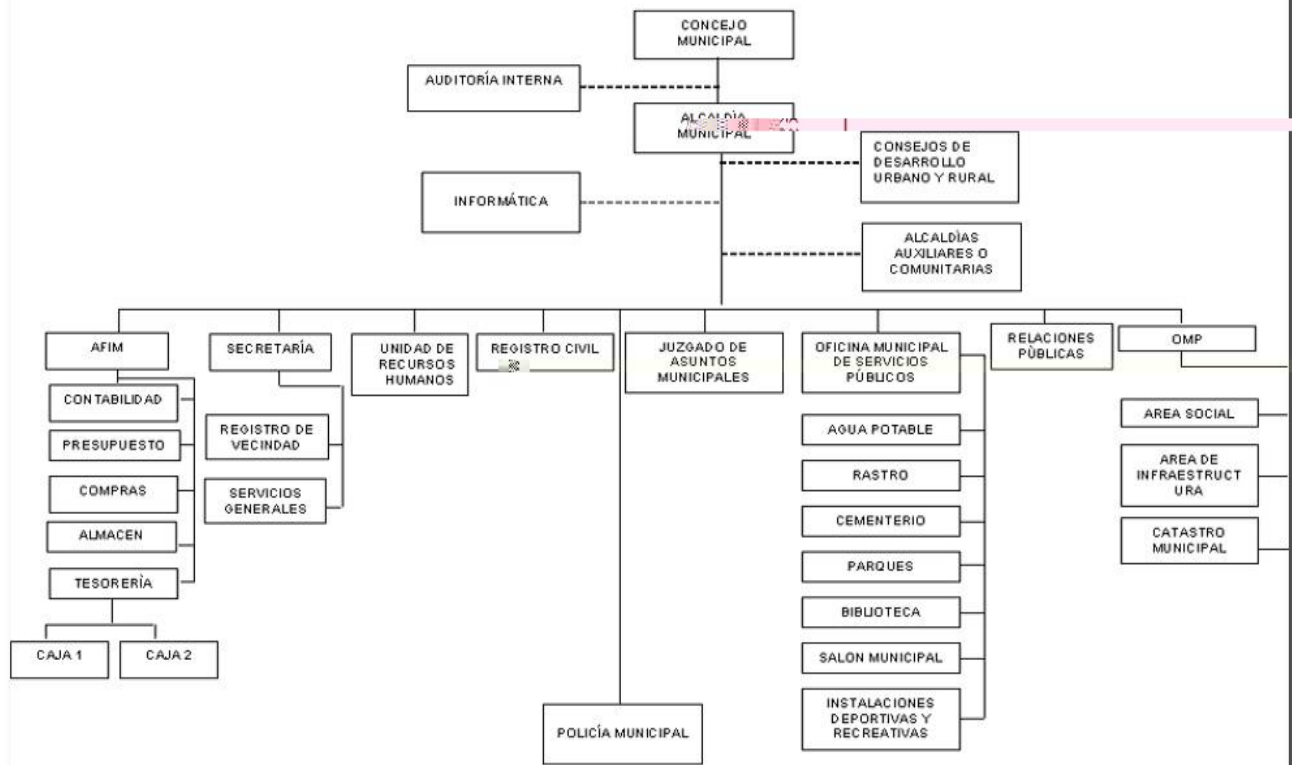 CONCEJO
MUNICIPAL
AUDITORÍA INTERNA
ALCALDÌA
MUNICIPAL
CONSEJOS DE
DESARROLLO
URBANO Y RURAL
INFORMÁTICA
ALCALDÌAS
AUXILIARES O
COMUNITARIAS
AFIM
SECRETARÍA
UNIDAD DE
RECURSOS
HUMANOS
REGISTRO CIVIL
JUZGADO DE
ASUNTOS
MUNICIPALES
OFICINA MUNICIPAL
DE SERVICIOS
PÚBLICOS
RELACIONES
PÙBLICAS
OMP
CONTABILIDAD
PRESUPUESTO
COMPRAS
ALMACEN
TESORERÌA
CAJA 1
CAJA 2
REGISTRO DE
VECINDAD
SERVICIOS
GENERALES
POLICÍA MUNICIPAL
AGUA POTABLE
RASTRO
CEMENTERIO
PARQUES
BIBLIOTECA
SALON MUNICIPAL
INSTALACIONES
DEPORTIVAS Y
RECREATIVAS
AREA SOCIAL
AREA DE
INFRAESTRUCT
URA
CATASTRO
MUNICIPAL